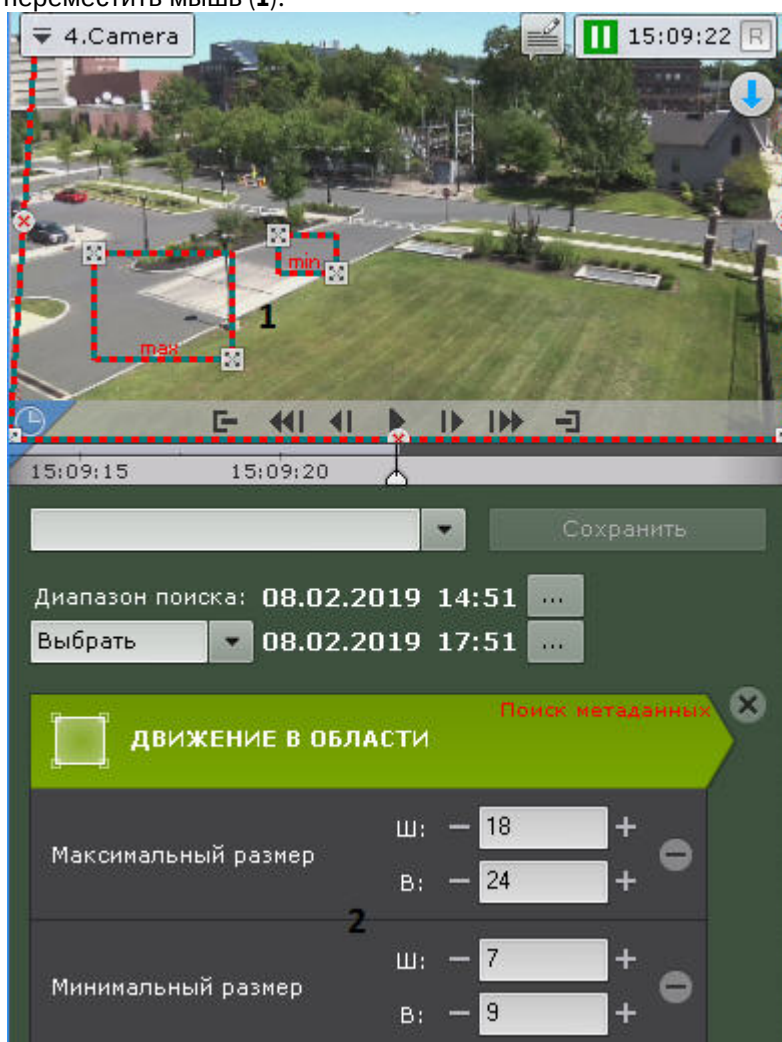 переместить мышь (1).
4.Camera
15:09:22 R
min
1
max
15:09:15 15:09:20
Сохранить
Диапазон поиска: 08.02.2019 14:51 ...
Выбрать 08.02.2019 17:51 ...
Поиск метаданных
ДВИЖЕНИЕ В ОБЛАСТИ
Ш: − 18 +
Максимальный размер
В: − 24 +
2
Ш: − 7 +
Минимальный размер
В: − 9 +